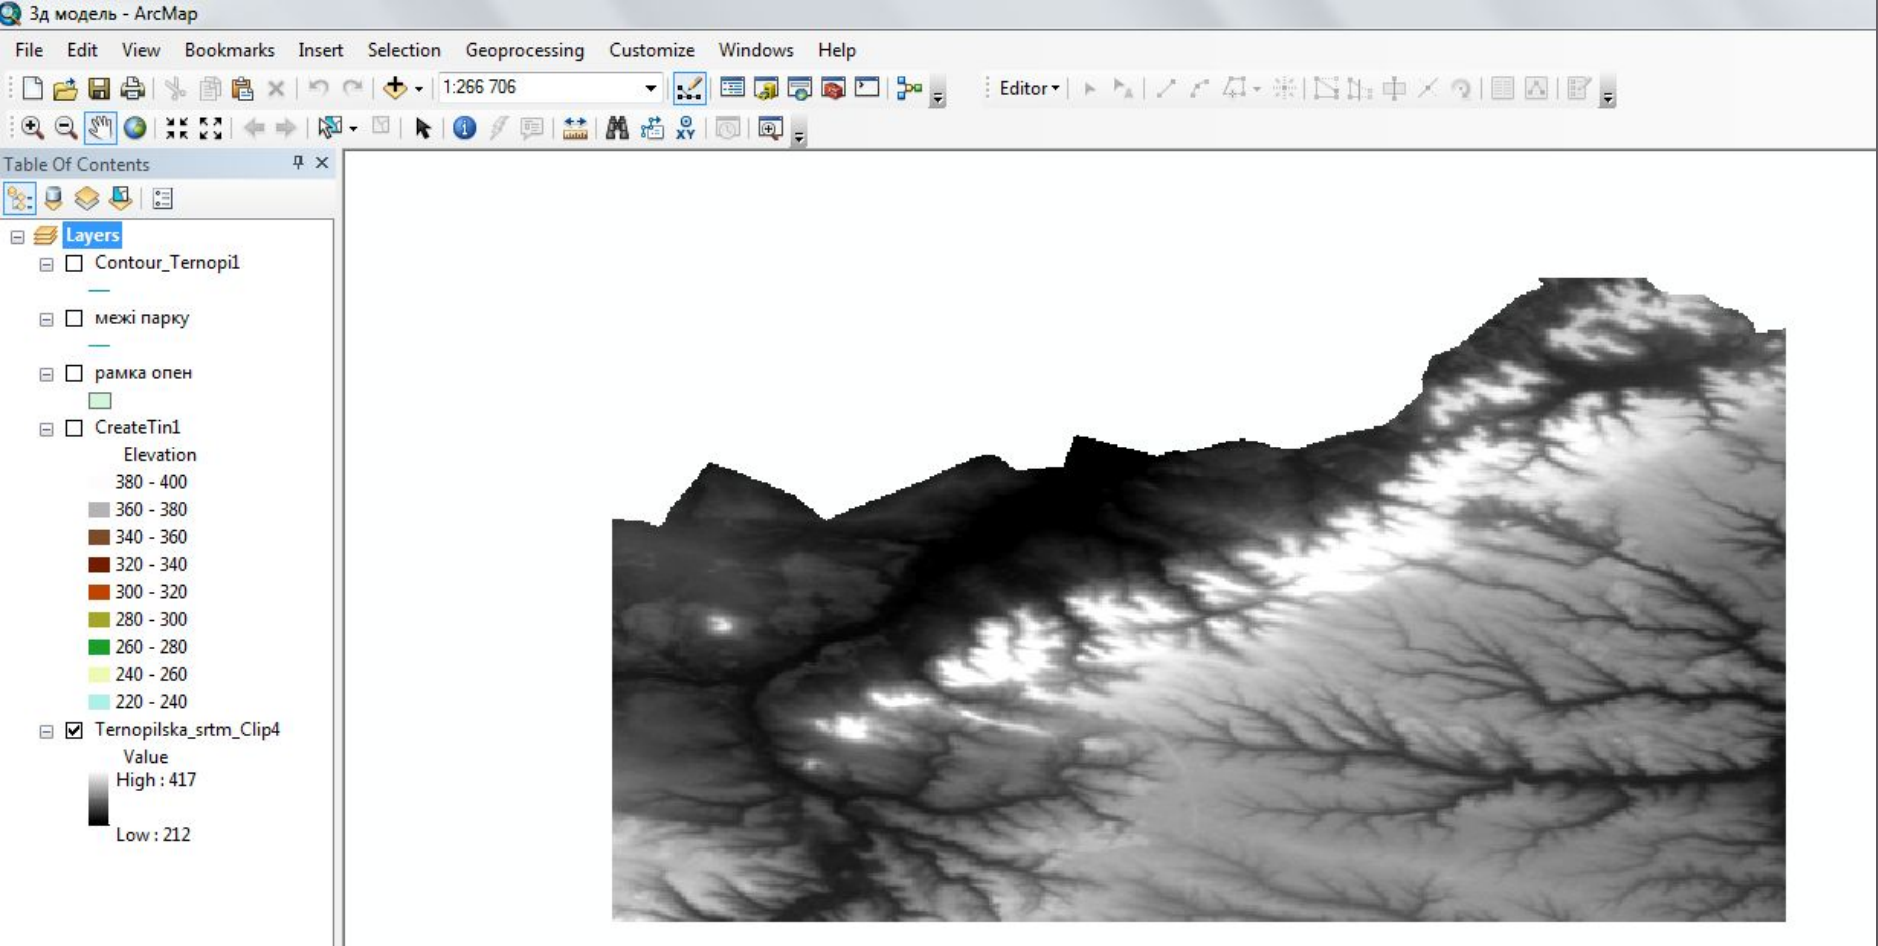 3д модель - ArcMap
File Edit View Bookmarks Insert Selection Geoprocessing Customize Windows Help
1:266 706
Editor
XY
Table Of Contents
Layers
Contour_Ternopi1
межі парку
рамка опен
CreateTin1
Elevation
380 - 400
360 - 380
340 - 360
320 - 340
300 - 320
280 - 300
260 - 280
240 - 260
220 - 240
Ternopilska_srtm_Clip4
Value
High : 417
Low : 212